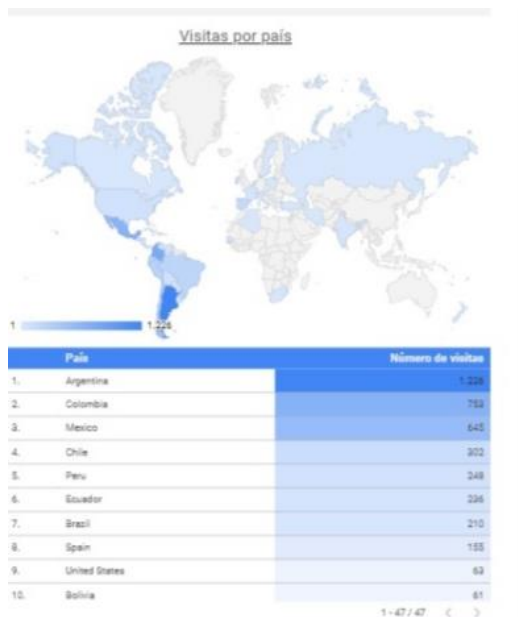 Visitas por país
1 1.226
País Número de visitas
1. Argentina 1.226
2. Colombia 753
3. Mexico 645
4. Chile 302
5. Peru 248
6. Ecuador 236
7. Brazil 210
8. Spain 155
9. United States 63
10. Bolivia 61
1 - 47 / 47 < >